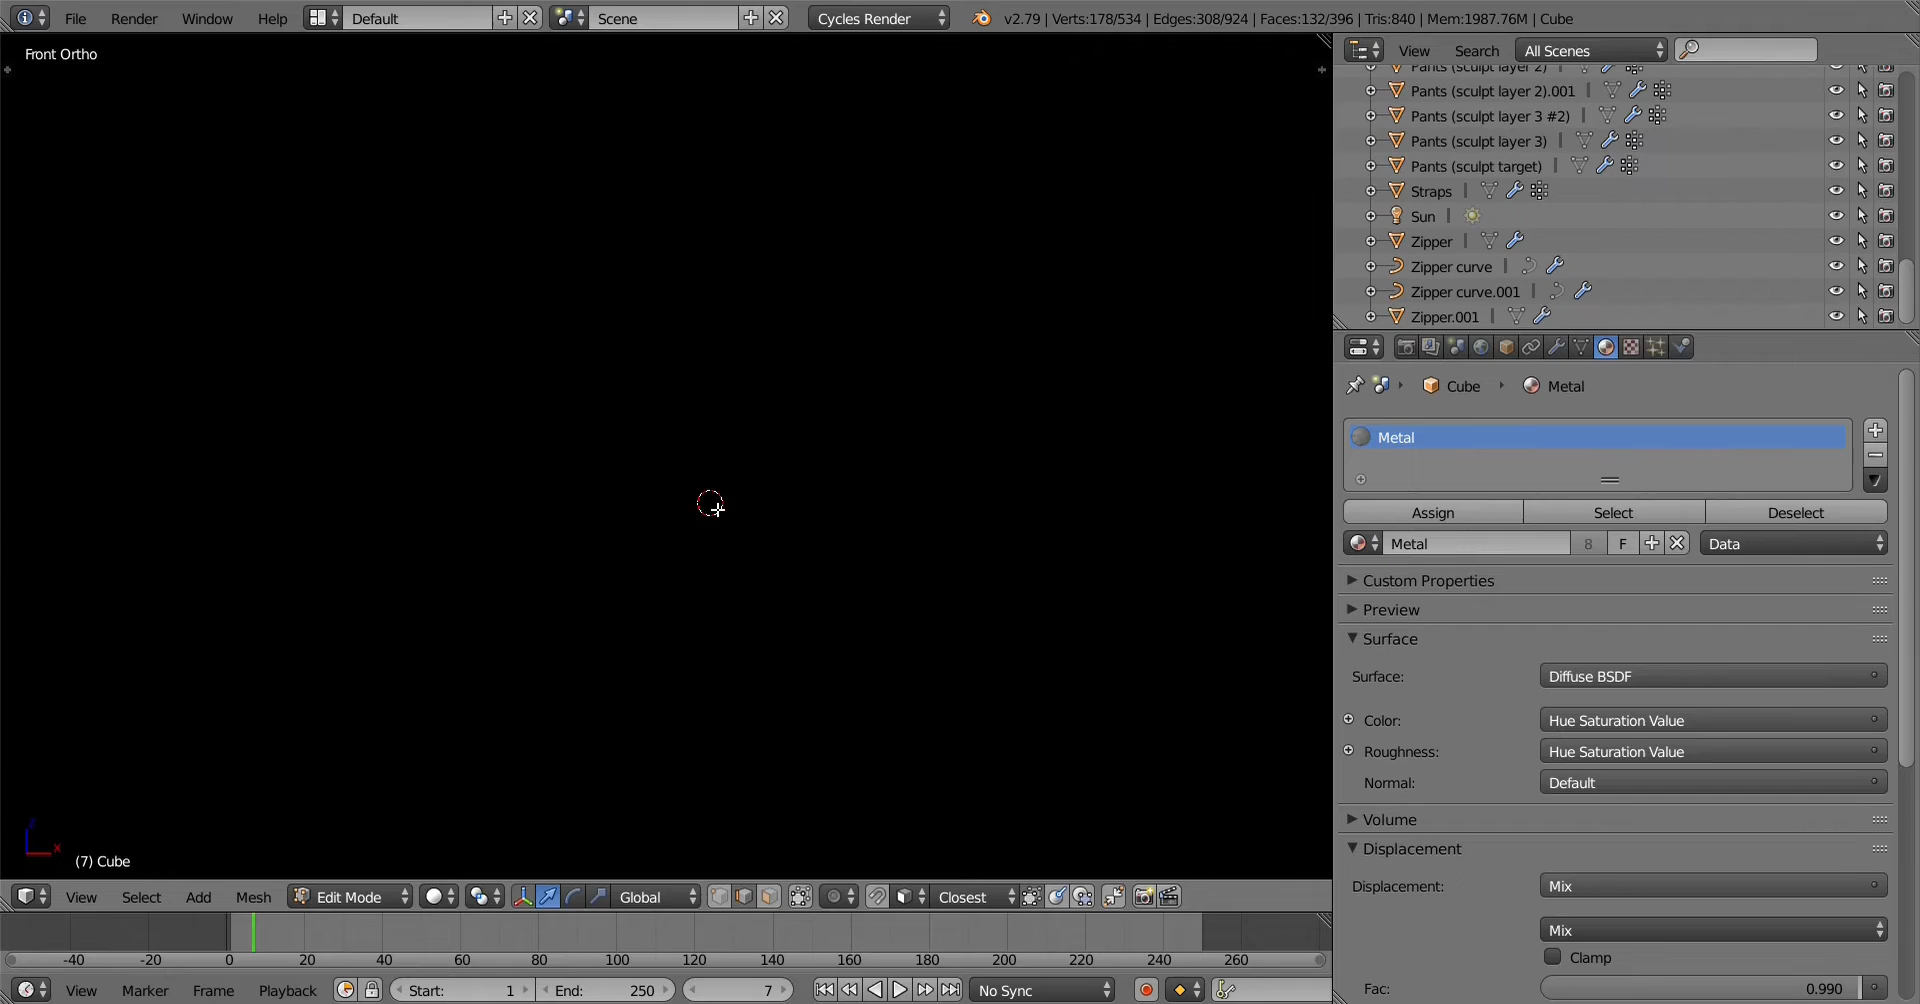 File Render Window Help Default Scene Cycles Render v2.79 | Verts:178/534 | Edges:308/924 | Faces:132/396 | Tris:840 | Mem:1987.76M | Cube
Front Ortho
View Search All Scenes
Pants (sculpt layer 2)
Pants (sculpt layer 2).001
Pants (sculpt layer 3 #2)
Pants (sculpt layer 3)
Pants (sculpt target)
Straps
Sun
Zipper
Zipper curve
Zipper curve.001
Zipper.001
Cube Metal
Metal
Assign Select Deselect
Metal 8 F Data
Custom Properties
Preview
Surface
Surface: Diffuse BSDF
Color: Hue Saturation Value
Roughness: Hue Saturation Value
Normal: Default
Volume
Displacement
Displacement: Mix
Mix
Clamp
Fac: 0.990
z
x
(7) Cube
View Select Add Mesh Edit Mode Global Closest
-40 -20 0 20 40 60 80 100 120 140 160 180 200 220 240 260
View Marker Frame Playback Start: 1 End: 250 7 No Sync